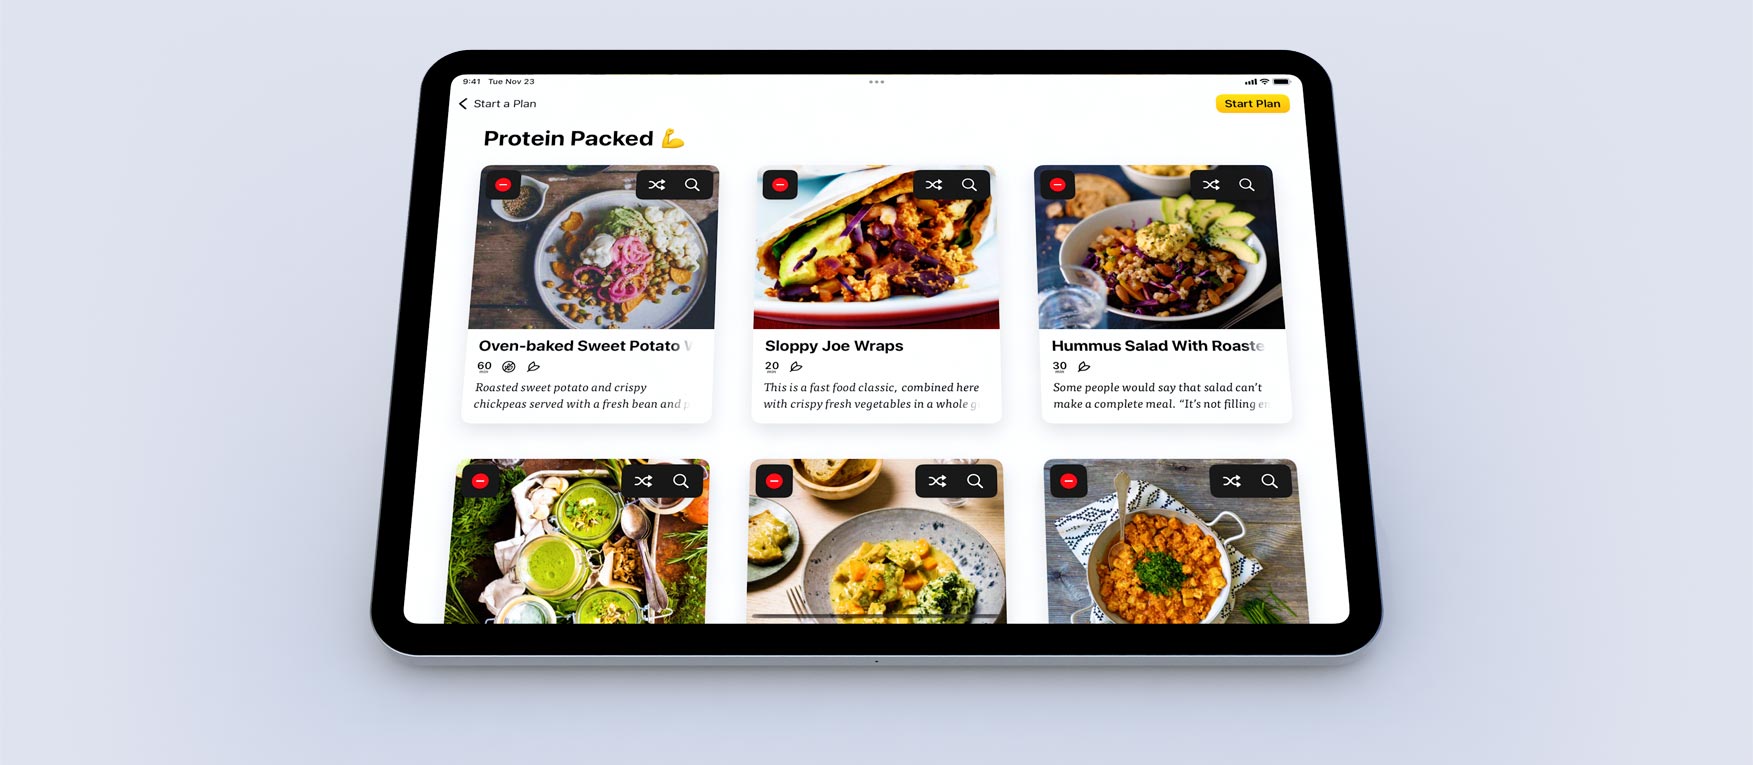 9:41 Tue Nov 23
Start a Plan
Start Plan
Protein Packed 💪
Oven-baked Sweet Potato
60
min
Roasted sweet potato and crispy
chickpeas served with a fresh bean and
Sloppy Joe Wraps
20
min
This is a fast food classic, combined here
with crispy fresh vegetables in a whole
Hummus Salad With Roaste
30
min
Some people would say that salad can't
make a complete meal. “It's not filling